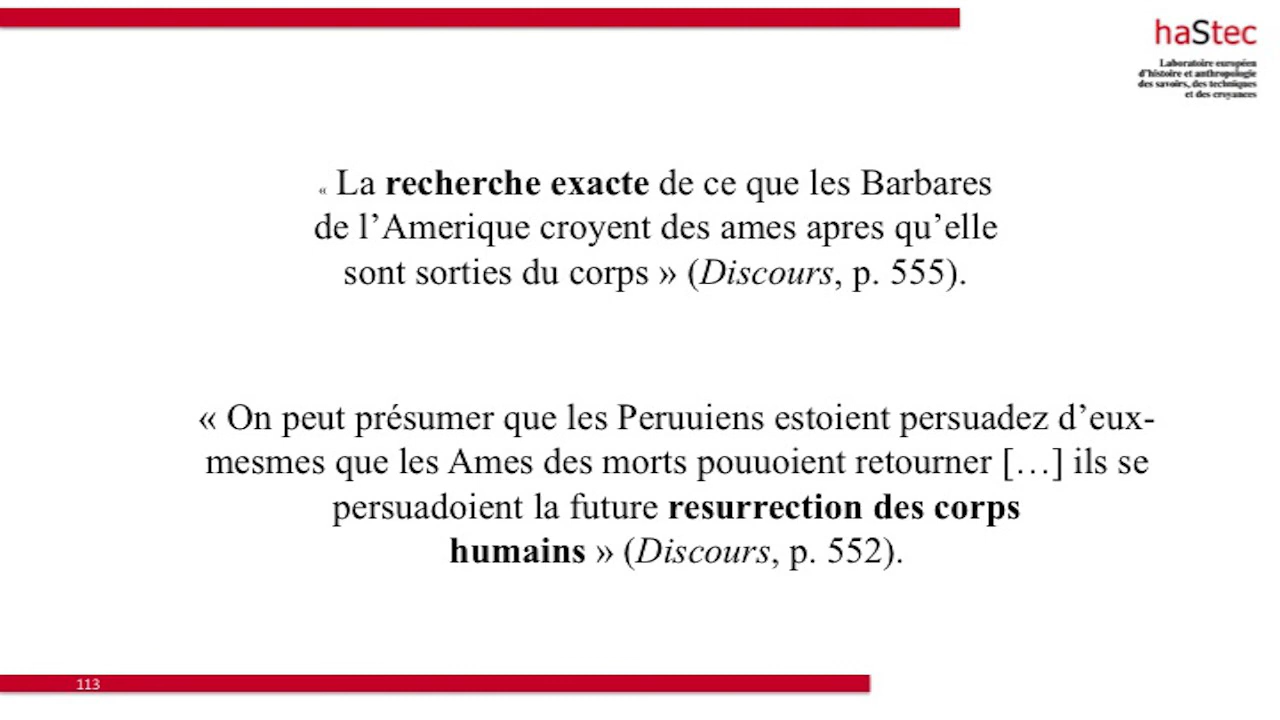 haStec
Laboratoire européen
d’histoire et anthropologie
des savoirs, des techniques
et des croyances
« La recherche exacte de ce que les Barbares
de l’Amerique croyent des ames apres qu’elle
sont sorties du corps » (Discours, p. 555).
« On peut présumer que les Peruuiens estoient persuadez d’eux-
mesmes que les Ames des morts pouuoient retourner […] ils se
persuadoient la future resurrection des corps
humains » (Discours, p. 552).
113